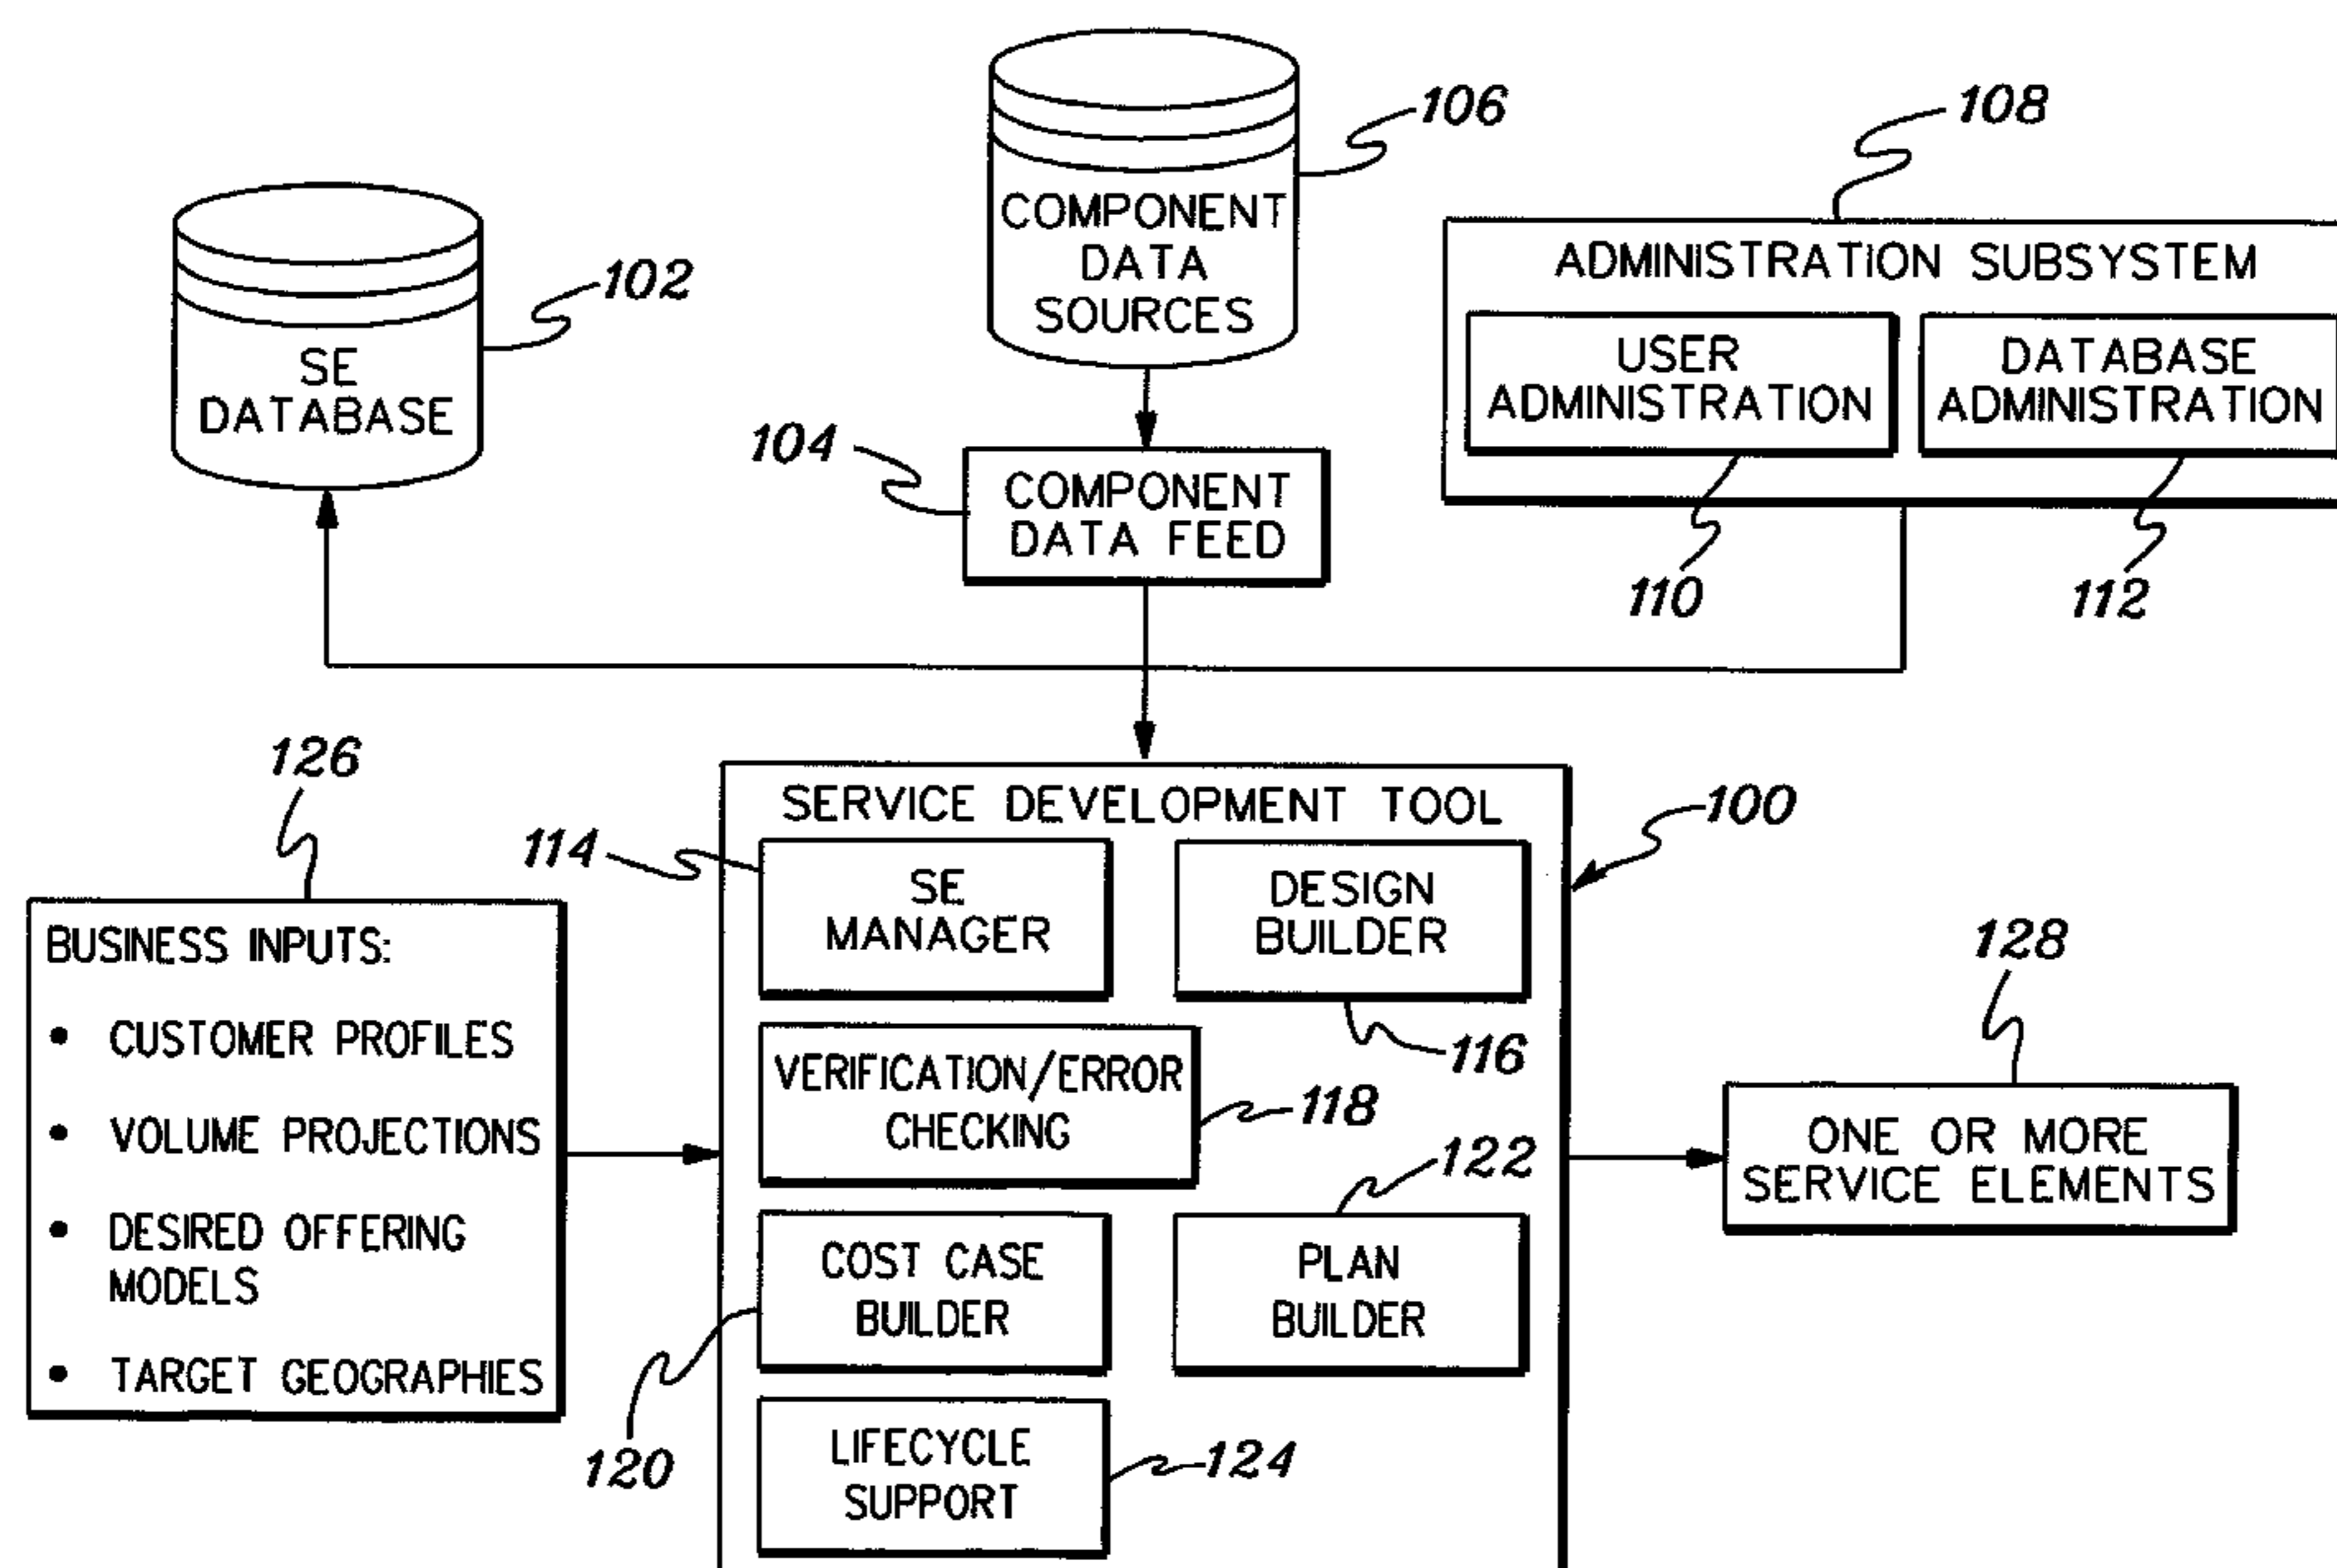 106
108
COMPONENT
DATA
SOURCES
ADMINISTRATION SUBSYSTEM
102
USER
ADMINISTRATION
DATABASE
ADMINISTRATION
SE
DATABASE
104
COMPONENT
DATA FEED
110
112
126
SERVICE DEVELOPMENT TOOL
100
114
SE
MANAGER
DESIGN
BUILDER
BUSINESS INPUTS:
128
• CUSTOMER PROFILES
116
VERIFICATION/ERROR
CHECKING
118
• VOLUME PROJECTIONS
122
ONE OR MORE
SERVICE ELEMENTS
• DESIRED OFFERING
MODELS
COST CASE
BUILDER
PLAN
BUILDER
• TARGET GEOGRAPHIES
120
LIFECYCLE
SUPPORT
124